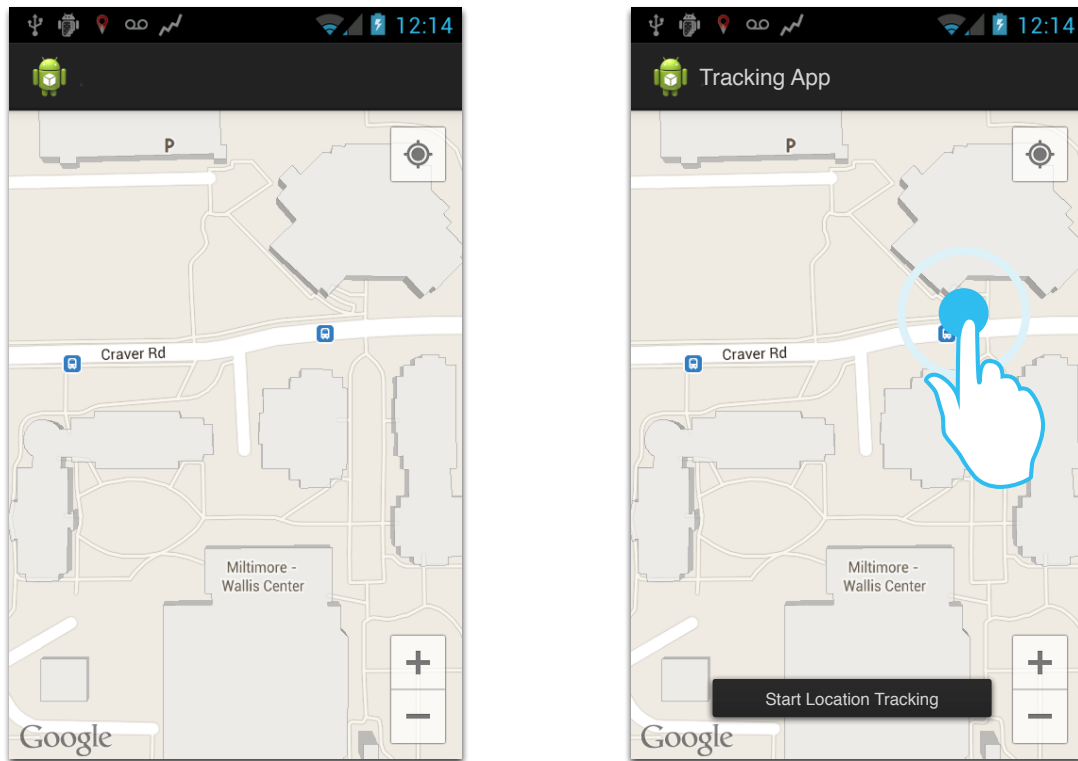 12:14
P
Craver Rd
Miltimore -
Wallis Center
+
−
Google
12:14
Tracking App
P
Craver Rd
Miltimore -
Wallis Center
+
−
Start Location Tracking
Google